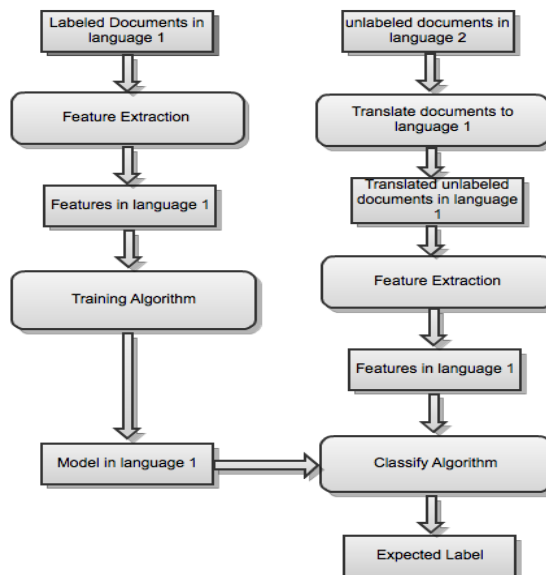 Labeled Documents in
language 1
Feature Extraction
Features in language 1
Training Algorithm
Model in language 1
unlabeled documents in
language 2
Translate documents to
language 1
Translated unlabeled
documents in language
1
Feature Extraction
Features in language 1
Classify Algorithm
Expected Label